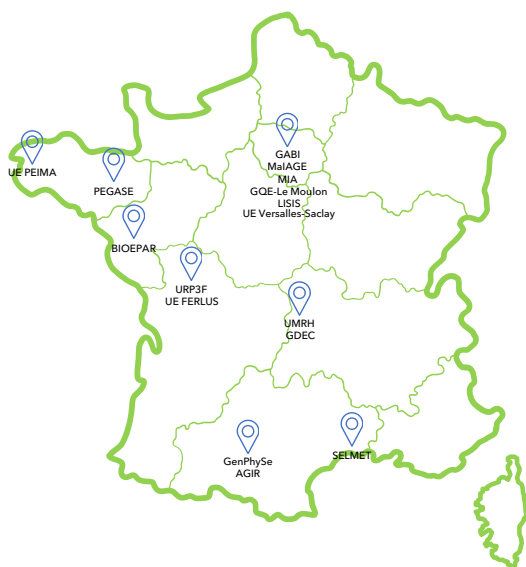 GABI
MaIAGE
MIA
GQE-Le Moulon
LISIS
UE Versalles-Saclay
UE PEIMA
PEGASE
BIOEPAR
URP3F
UE FERLUS
UMRH
GDEC
GenPhySe
AGIR
SELMET